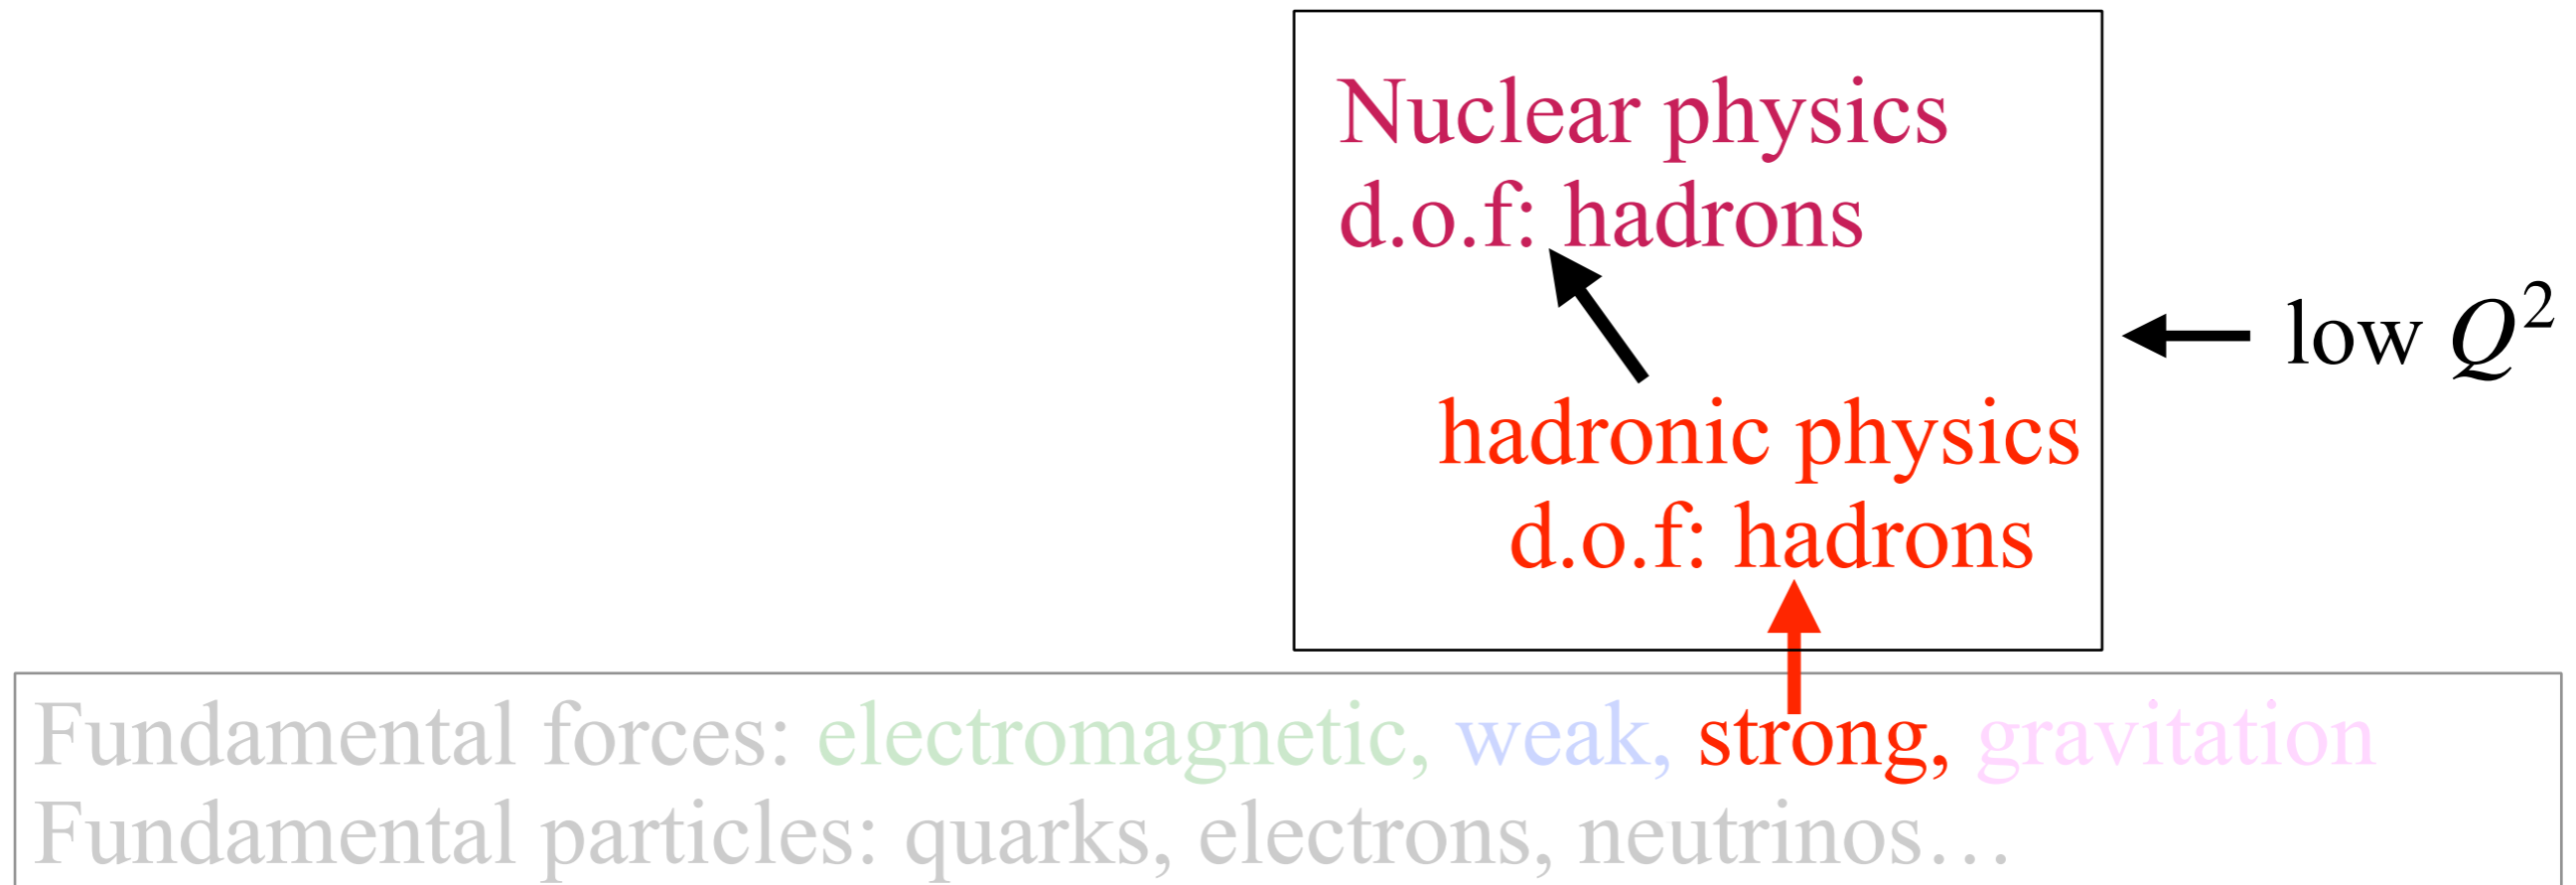 Nuclear physics
d.o.f: hadrons
low Q²
hadronic physics
d.o.f: hadrons
Fundamental forces: electromagnetic, weak, strong, gravitation
Fundamental particles: quarks, electrons, neutrinos…